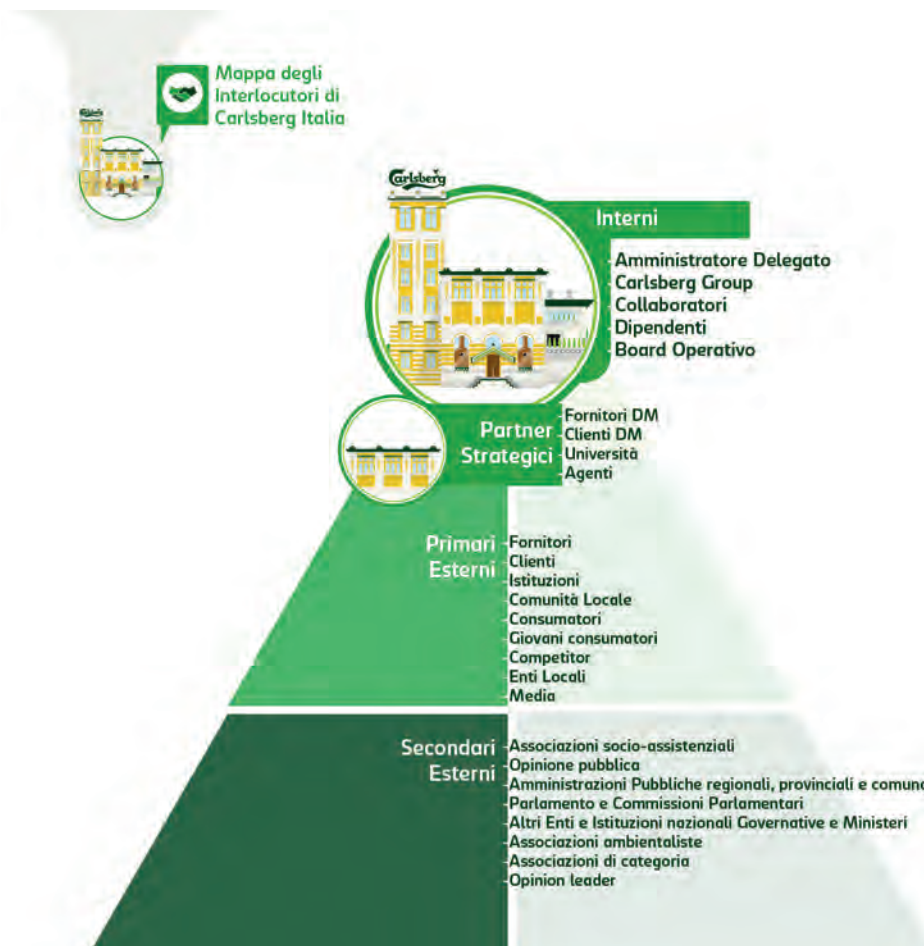 Mappa degli
Interlocutori di
Carlsberg Italia
Carlsberg
Carlsberg
Interni
Amministratore Delegato
Carlsberg Group
Collaboratori
Dipendenti
Board Operativo
Partner
Strategici
Fornitori DM
Clienti DM
Università
Agenti
Primari
Esterni
Fornitori
Clienti
Istituzioni
Comunità Locale
Consumatori
Giovani consumatori
Competitor
Enti Locali
Media
Secondari
Esterni
Associazioni socio-assistenziali
Opinione pubblica
Amministrazioni Pubbliche regionali, provinciali e comuna
Parlamento e Commissioni Parlamentari
Altri Enti e Istituzioni nazionali Governative e Ministeri
Associazioni ambientaliste
Associazioni di categoria
Opinion leader